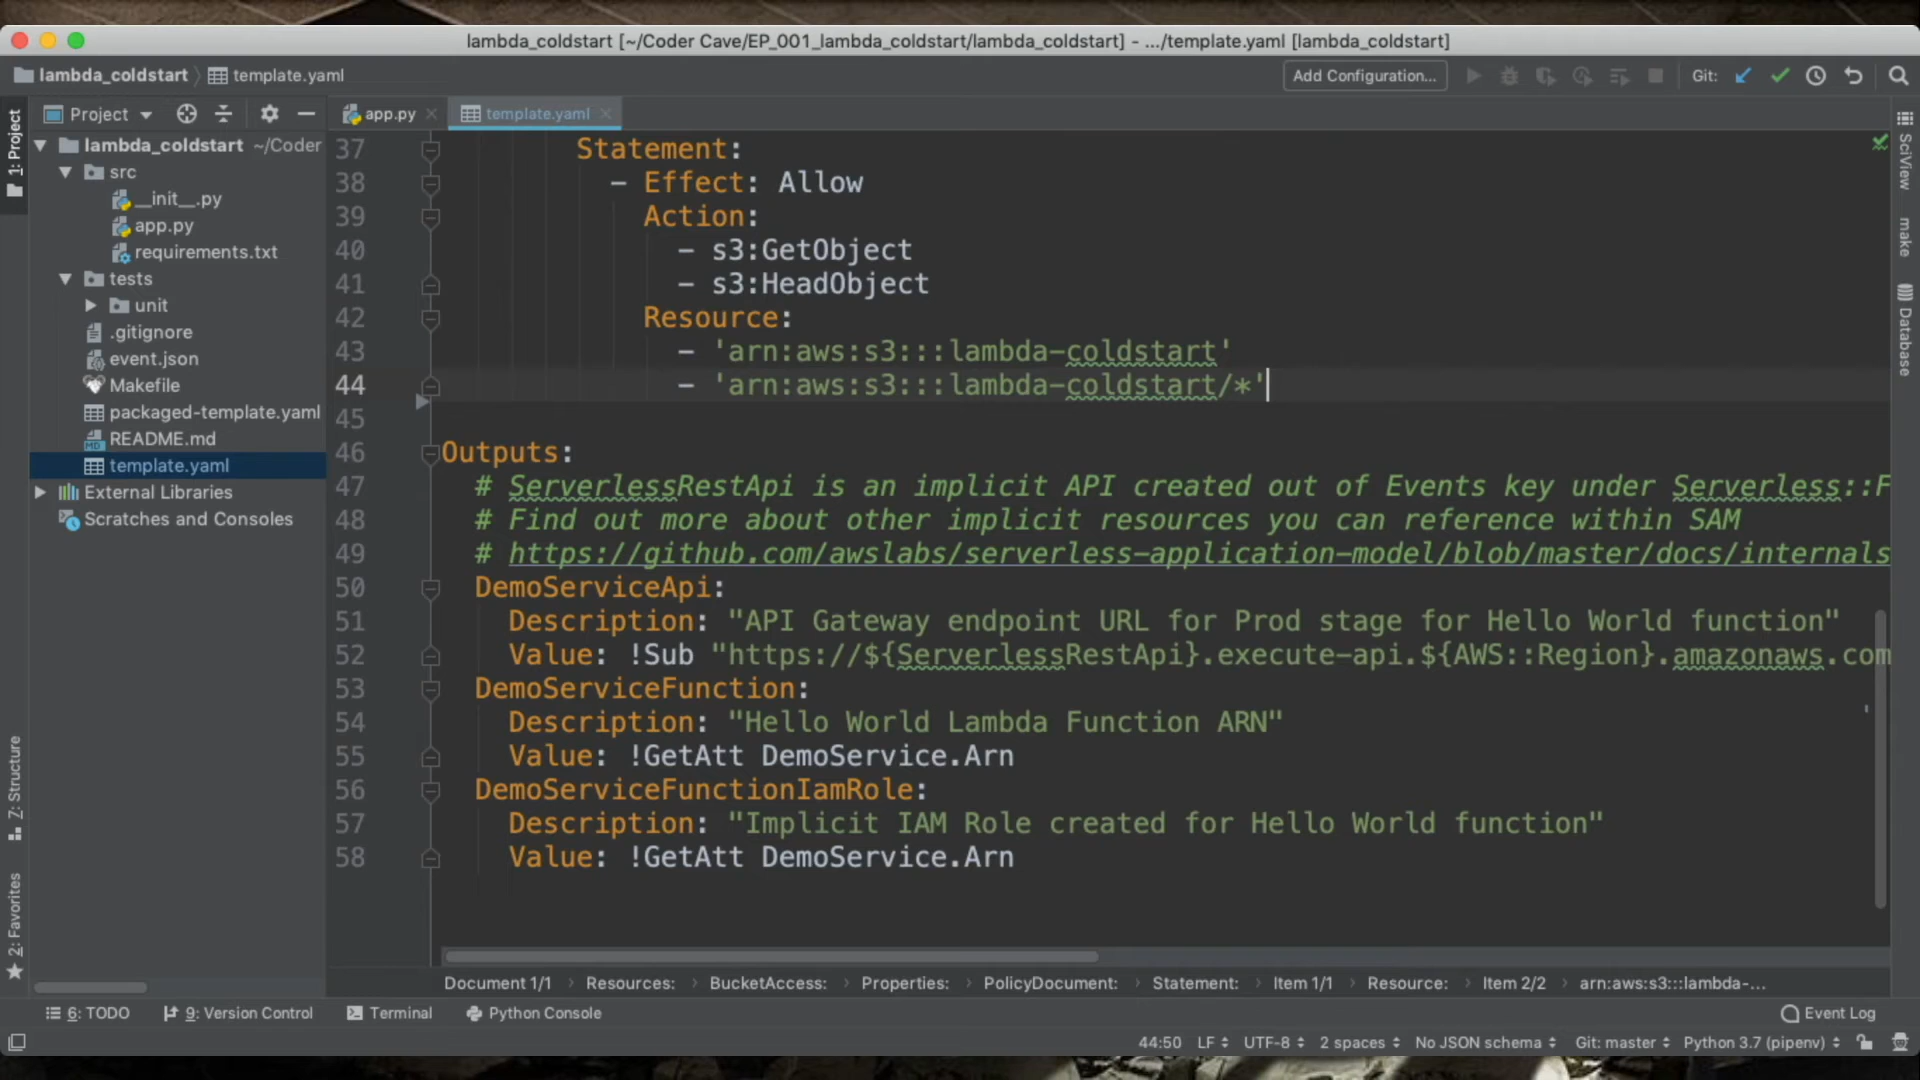 lambda_coldstart [~/Coder Cave/EP_001_lambda_coldstart/lambda_coldstart] - .../template.yaml [lambda_coldstart]
lambda_coldstart template.yaml Add Configuration... Git:
Project app.py template.yaml
1: Project
lambda_coldstart ~/Coder
src
__init__.py
app.py
requirements.txt
tests
unit
.gitignore
event.json
Makefile
packaged-template.yaml
README.md
template.yaml
External Libraries
Scratches and Consoles
7: Structure
2: Favorites
37 Statement:
38 - Effect: Allow
39 Action:
40 - s3:GetObject
41 - s3:HeadObject
42 Resource:
43 - 'arn:aws:s3:::lambda-coldstart'
44 - 'arn:aws:s3:::lambda-coldstart/*'
45
46 Outputs:
47 # ServerlessRestApi is an implicit API created out of Events key under Serverless::F
48 # Find out more about other implicit resources you can reference within SAM
49 # https://github.com/awslabs/serverless-application-model/blob/master/docs/internals
50 DemoServiceApi:
51 Description: "API Gateway endpoint URL for Prod stage for Hello World function"
52 Value: !Sub "https://${ServerlessRestApi}.execute-api.${AWS::Region}.amazonaws.com
53 DemoServiceFunction:
54 Description: "Hello World Lambda Function ARN"
55 Value: !GetAtt DemoService.Arn
56 DemoServiceFunctionIamRole:
57 Description: "Implicit IAM Role created for Hello World function"
58 Value: !GetAtt DemoService.Arn
SciView
make
Database
Document 1/1 › Resources: › BucketAccess: › Properties: › PolicyDocument: › Statement: › Item 1/1 › Resource: › Item 2/2 › arn:aws:s3:::lambda-...
6: TODO 9: Version Control Terminal Python Console Event Log
44:50 LF UTF-8 2 spaces No JSON schema Git: master Python 3.7 (pipenv)